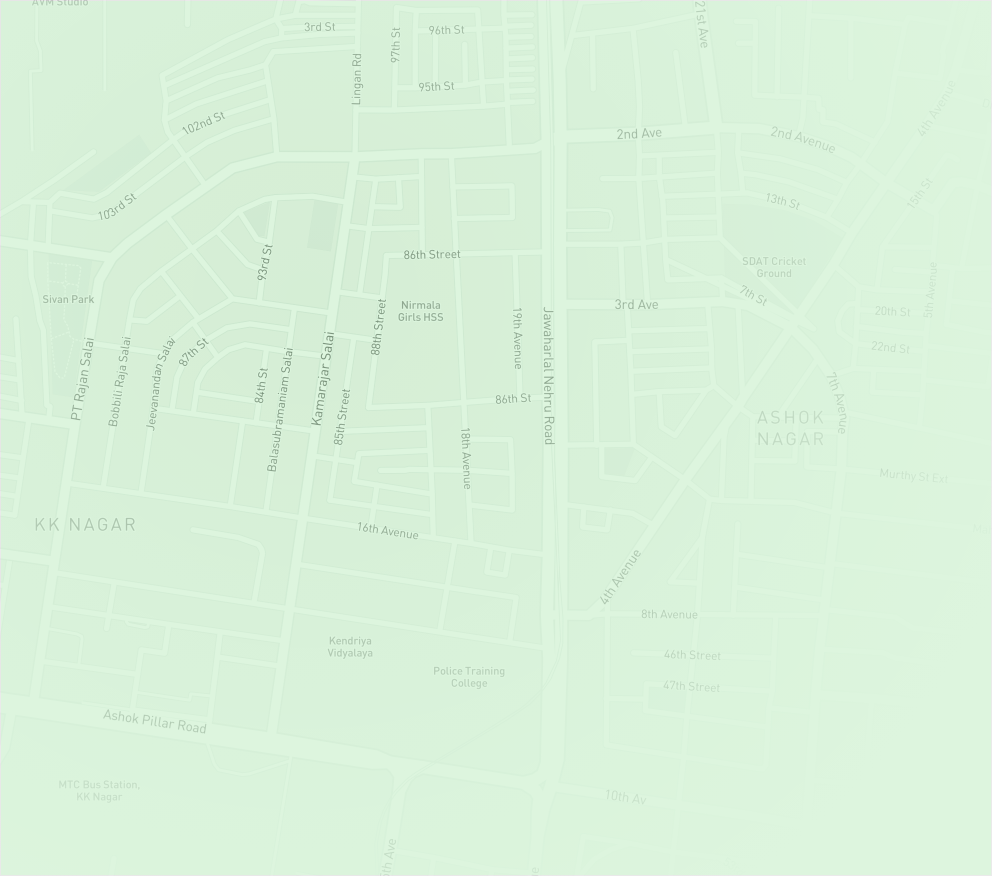 AVM Studio
3rd St
97th St
96th St
21st Ave
Lingan Rd
95th St
102nd St
2nd Ave
2nd Avenue
4th Avenue
103rd St
13th St
15th St
93rd St
86th Street
SDAT Cricket
Ground
Sivan Park
Nirmala
Girls HSS
3rd Ave
7th St
5th Avenue
20th St
88th Street
19th Avenue
Jawaharlal Nehru Road
22nd St
PT Rajan Salai
Bobbili Raja Salai
Jeevanandan Salai
87th St
84th St
Balasubramaniam Salai
Kamarajar Salai
85th Street
86th St
7th Avenue
ASHOK
NAGAR
18th Avenue
Murthy St Ext
KK NAGAR
16th Avenue
4th Avenue
8th Avenue
Kendriya
Vidyalaya
46th Street
Police Training
College
47th Street
Ashok Pillar Road
MTC Bus Station,
KK Nagar
10th Av